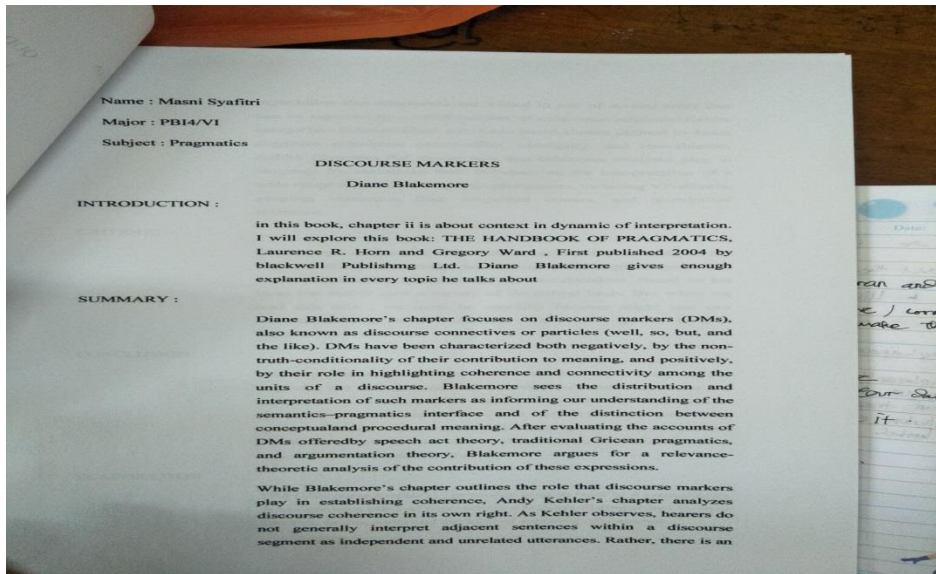 Name : Masni Syafitri
Major : PBI4/VI
Subject : Pragmatics
DISCOURSE MARKERS
Diane Blakemore
INTRODUCTION :
in this book, chapter ii is about context in dynamic of interpretation.
I will explore this book: THE HANDBOOK OF PRAGMATICS,
Laurence R. Horn and Gregory Ward , First published 2004 by
blackwell Publishmg Ltd. Diane Blakemore gives enough
explanation in every topic he talks about
SUMMARY :
Diane Blakemore's chapter focuses on discourse markers (DMs),
also known as discourse connectives or particles (well, so, but, and
the like). DMs have been characterized both negatively, by the non-
truth-conditionality of their contribution to meaning, and positively,
by their role in highlighting coherence and connectivity among the
units of a discourse. Blakemore sees the distribution and
interpretation of such markers as informing our understanding of the
semantics–pragmatics interface and of the distinction between
conceptualand procedural meaning. After evaluating the accounts of
DMs offeredby speech act theory, traditional Gricean pragmatics,
and argumentation theory, Blakemore argues for a relevance-
theoretic analysis of the contribution of these expressions.
While Blakemore's chapter outlines the role that discourse markers
play in establishing coherence, Andy Kehler's chapter analyzes
discourse coherence in its own right. As Kehler observes, hearers do
not generally interpret adjacent sentences within a discourse
segment as independent and unrelated utterances. Rather, there is an
Date:
and
it.